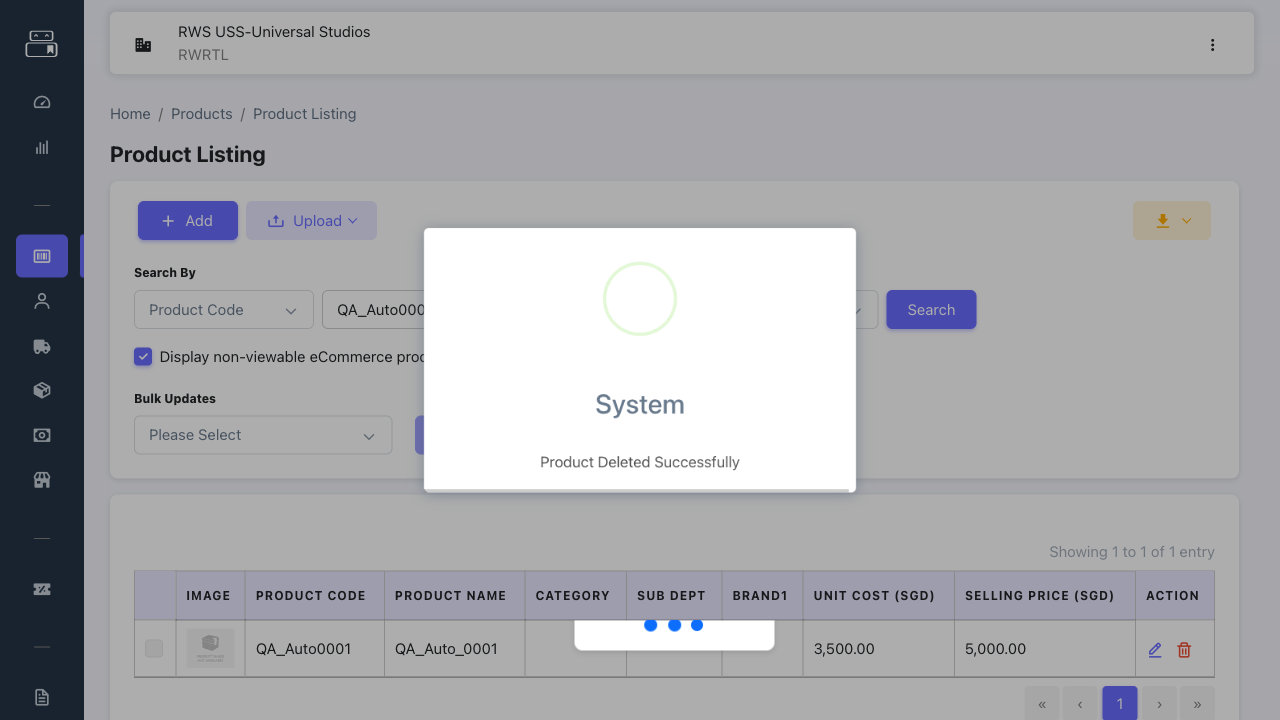 RWS USS-Universal Studios
RWRTL
Home / Products / Product Listing
Product Listing
+ Add
Upload
Search By
Product Code
QA_Auto000
Search
Display non-viewable eCommerce proc
Bulk Updates
Please Select
System
Product Deleted Successfully
Showing 1 to 1 of 1 entry
IMAGE PRODUCT CODE PRODUCT NAME CATEGORY SUB DEPT BRAND1 UNIT COST (SGD) SELLING PRICE (SGD) ACTION
QA_Auto0001 QA_Auto_0001 3,500.00 5,000.00
« ‹ 1 › »